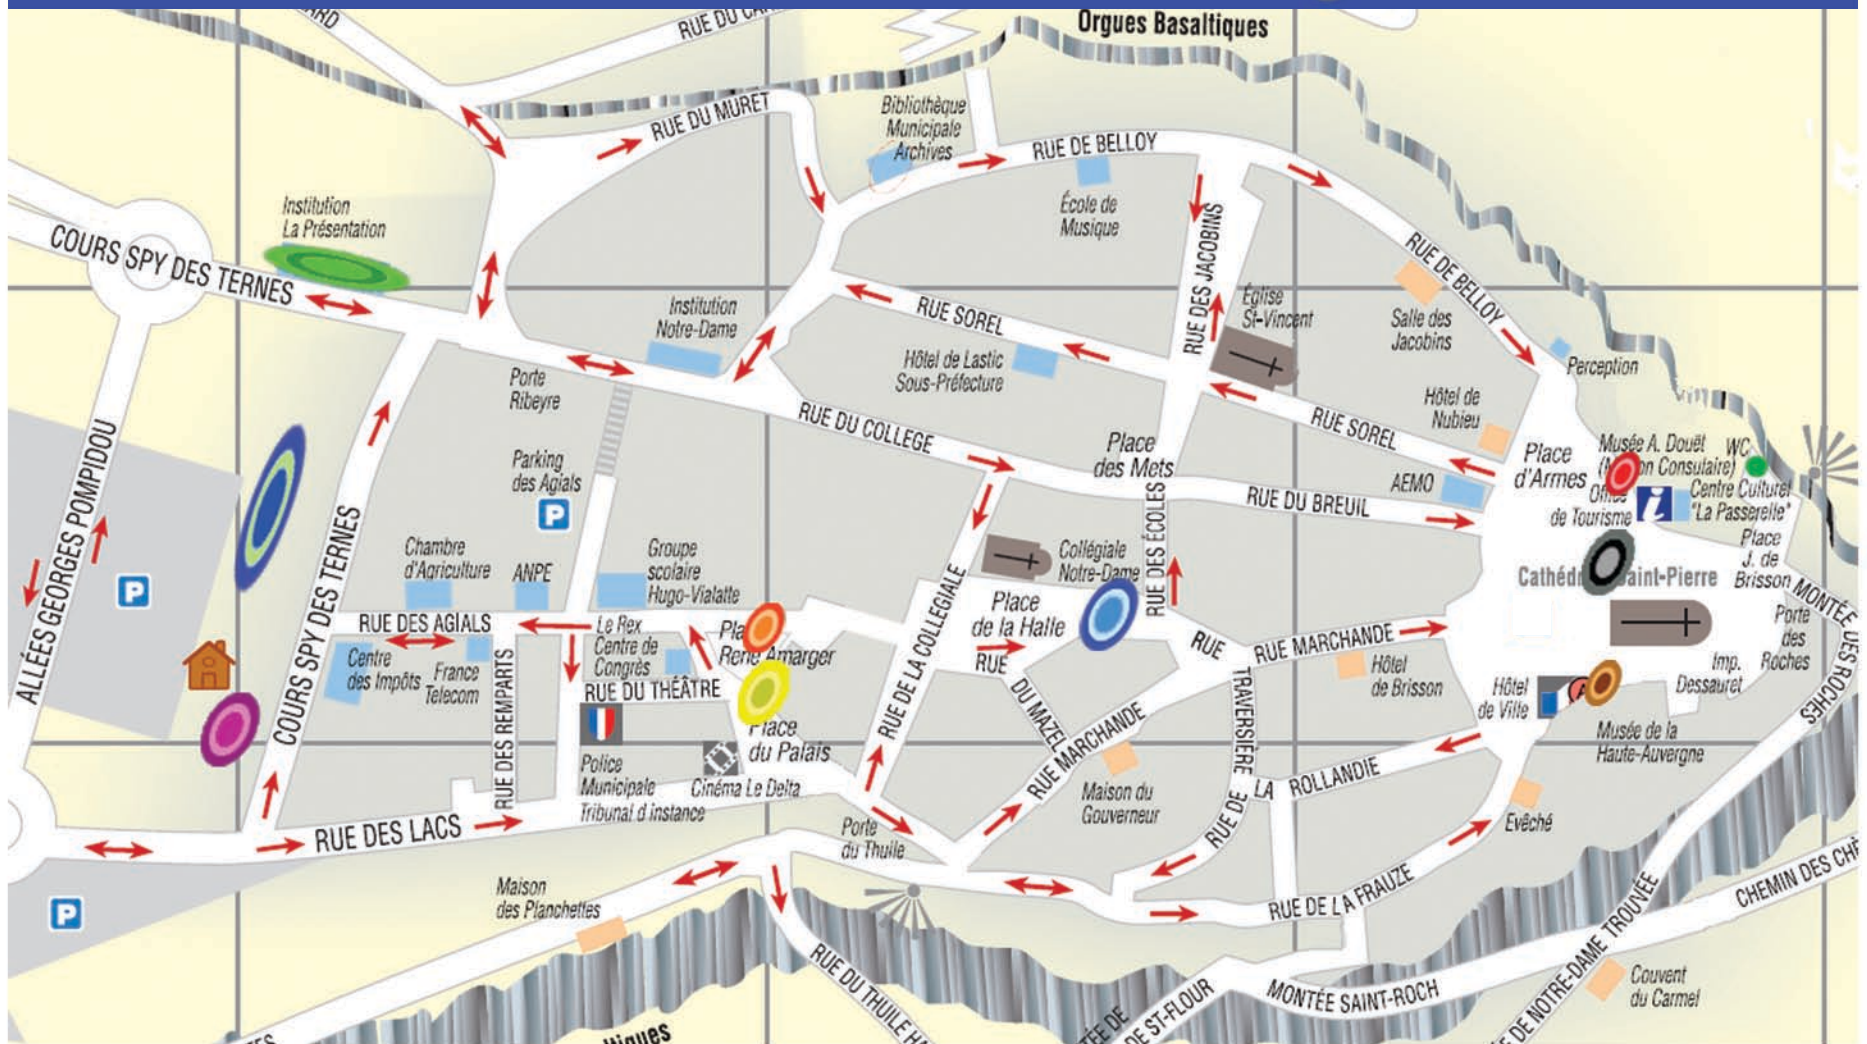 Orgues Basaltiques
RUE DU MURET
Bibliothèque
Municipale
Archives
RUE DE BELLOY
École de
Musique
Institution
La Présentation
COURS SPY DES TERNES
Institution
Notre-Dame
RUE SOREL
RUE DES JACOBINS
Église
St-Vincent
RUE DE BELLOY
Salle des
Jacobins
Perception
Hôtel de Lastic
Sous-Préfecture
Porte
Ribeyre
RUE DU COLLEGE
RUE SOREL
Hôtel de
Nubieu
Place
des Mets
Place
d'Armes
Musée A. Douët
WC
Parking
des Agials
P
AEMO
RUE DU BREUIL
de Tourisme
i
Centre Culturel
"La Passerelle"
Place
J. de
Brisson
ALLÉES GEORGES POMPIDOU
P
COURS SPY DES TERNES
Chambre
d'Agriculture
ANPE
Groupe
scolaire
Hugo-Vialatte
Collégiale
Notre-Dame
RUE DES ÉCOLES
Saint-Pierre
MONTÉE DES ROCHES
Porte
des
Roches
RUE DES AGIALS
Le Rex
Centre de
Congrès
René Amarger
RUE DE LA COLLEGIALE
Place
de la Halle
RUE
DU MAZEL
RUE
TRAVERSIÈRE
RUE MARCHANDE
Hôtel
de Brisson
Imp.
Dessauret
Centre
des Impôts
France
Telecom
RUE DES REMPARTS
RUE DU THÉÂTRE
Place
du Palais
Hôtel
de Ville
Musée de la
Haute-Auvergne
Police
Municipale
Tribunal d'instance
Cinéma Le Delta
RUE MARCHANDE
Maison du
Gouverneur
RUE DE LA ROLLANDIE
Evêché
RUE DES LACS
Porte
du Thuile
Maison
des Planchettes
P
RUE DE LA FRAUZE
RUE DU THUILE HA
DE ST-FLOUR
MONTÉE SAINT-ROCH
DE NOTRE-DAME TROUVÉE
CHEMIN DES CHÈ
Couvent
du Carmel